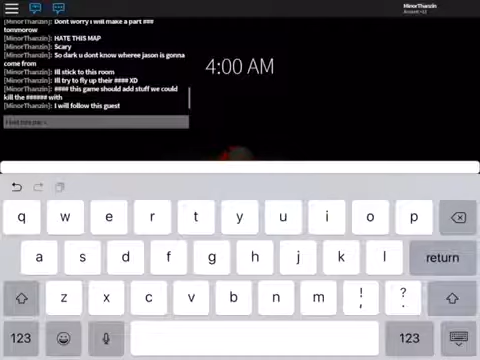 MinorThanzin
Account: <13
[MinorThanzin]: Dont worry i will make a part ###
tommorow
[MinorThanzin]: HATE THIS MAP
[MinorThanzin]: Scary
[MinorThanzin]: So dark u dont know wheree jason is gonna
come from
[MinorThanzin]: Ill stick to this room
[MinorThanzin]: Ill try to fly up their #### XD
[MinorThanzin]: #### this game should add stuff we could
kill the ###### with
[MinorThanzin]: I will follow this guest
4:00 AM
q w e r t y u i o p
a s d f g h j k l return
z x c v b n m ! , ? .
123 123